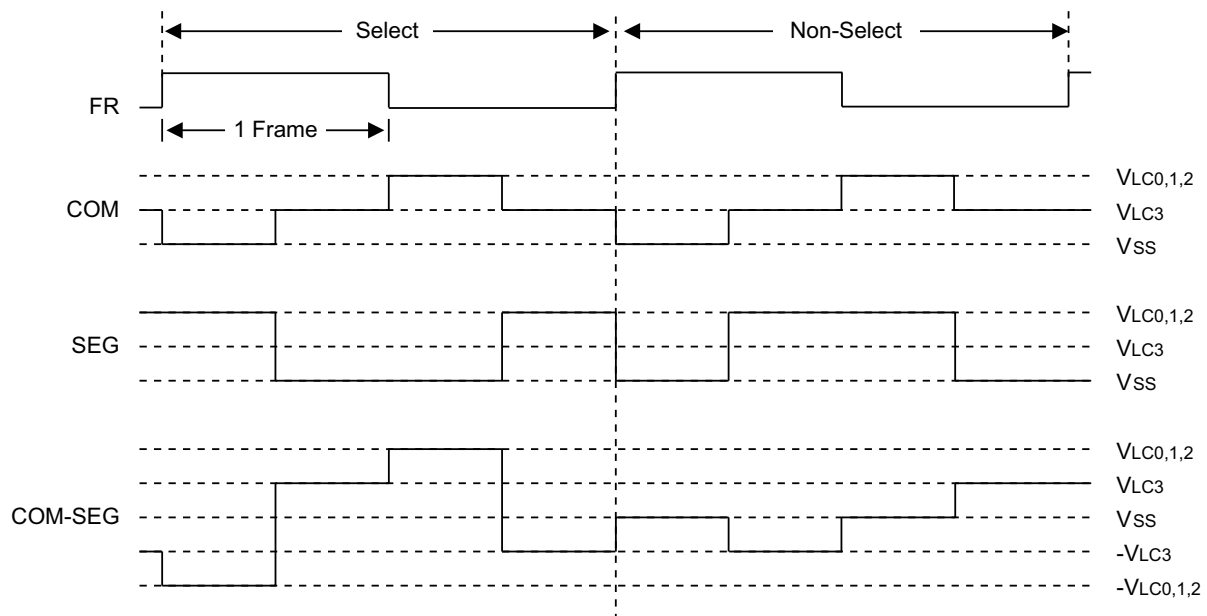 Select
Non-Select
FR
1 Frame
COM
VLC0,1,2
VLC3
VSS
SEG
VLC0,1,2
VLC3
VSS
COM-SEG
VLC0,1,2
VLC3
VSS
-VLC3
-VLC0,1,2